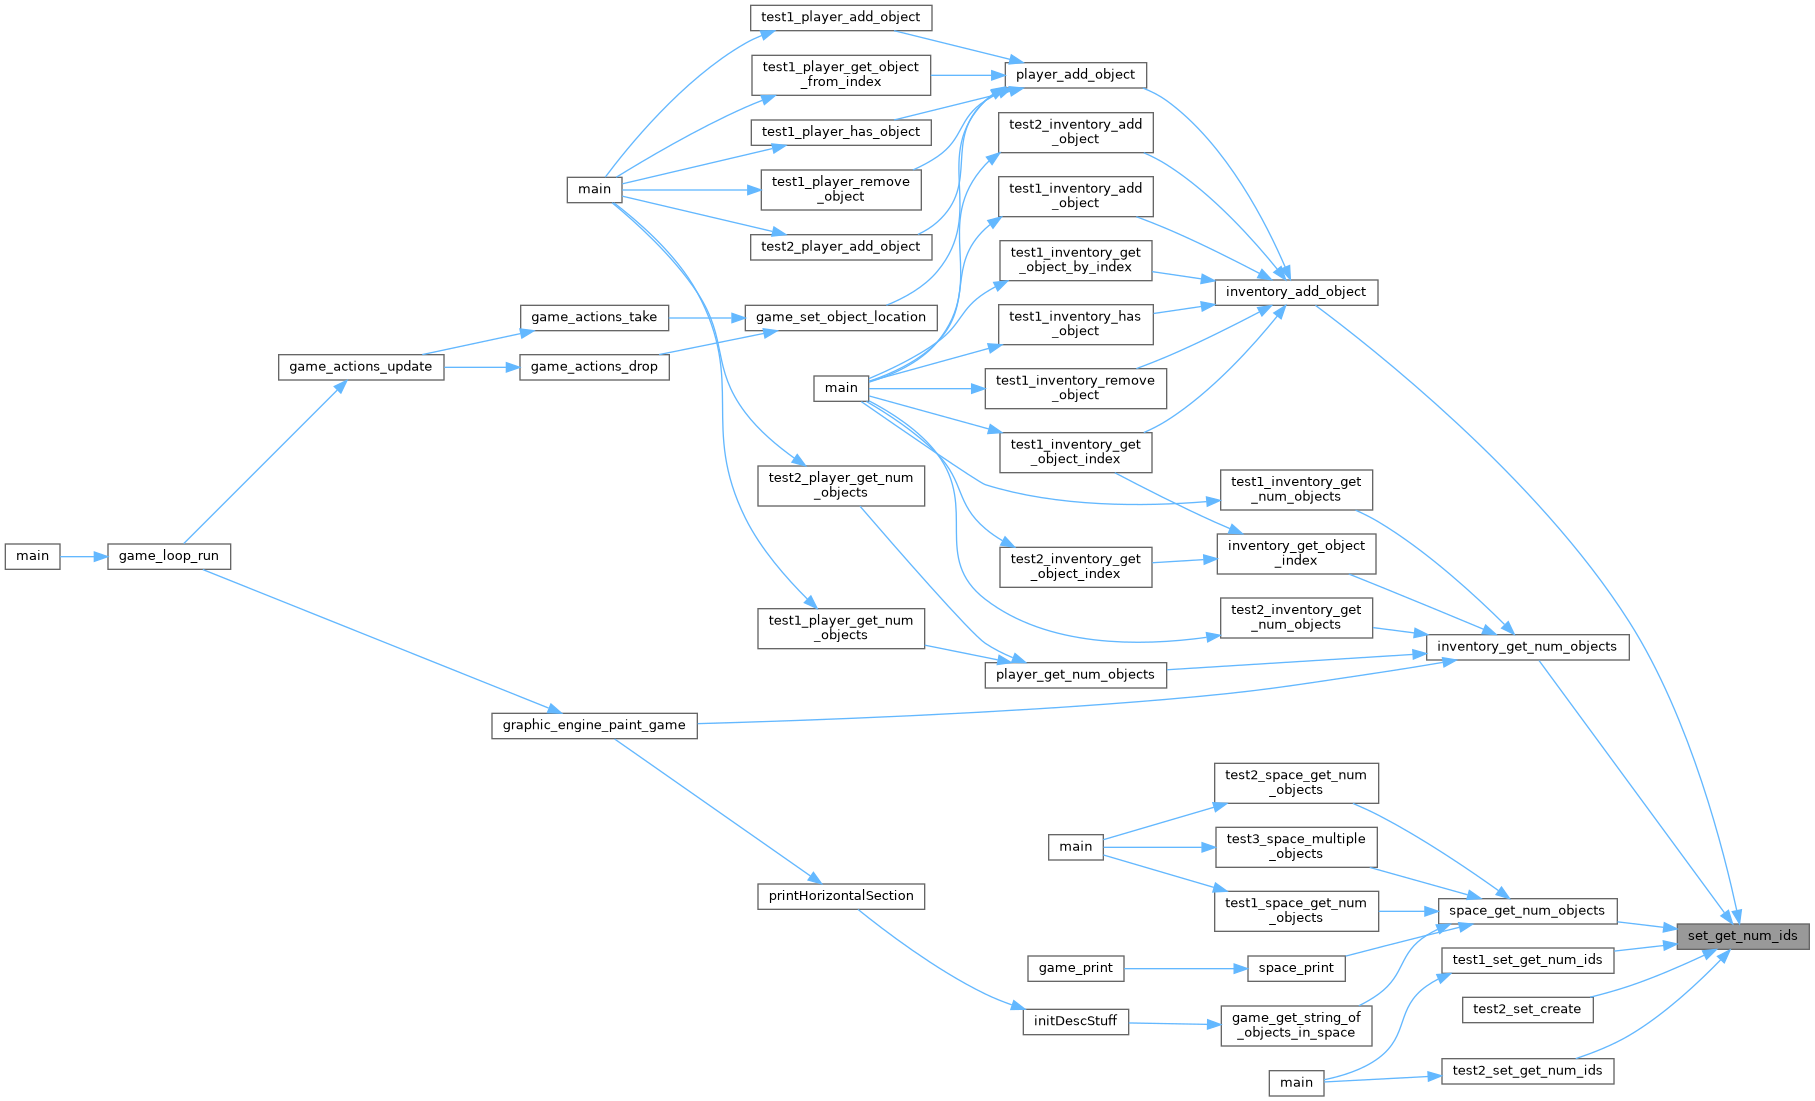 test1_player_add_object
test1_player_get_object
_from_index
player_add_object
test1_player_has_object
test2_inventory_add
_object
main
test1_player_remove
_object
test1_inventory_add
_object
test2_player_add_object
test1_inventory_get
_object_by_index
inventory_add_object
game_actions_take
game_set_object_location
test1_inventory_has
_object
game_actions_update
game_actions_drop
main
test1_inventory_remove
_object
test1_inventory_get
_object_index
test2_player_get_num
_objects
test1_inventory_get
_num_objects
main
game_loop_run
inventory_get_object
_index
test2_inventory_get
_object_index
test1_player_get_num
_objects
test2_inventory_get
_num_objects
inventory_get_num_objects
player_get_num_objects
graphic_engine_paint_game
test2_space_get_num
_objects
main
test3_space_multiple
_objects
printHorizontalSection
test1_space_get_num
_objects
space_get_num_objects
set_get_num_ids
game_print
space_print
test1_set_get_num_ids
test2_set_create
initDescStuff
game_get_string_of
_objects_in_space
main
test2_set_get_num_ids